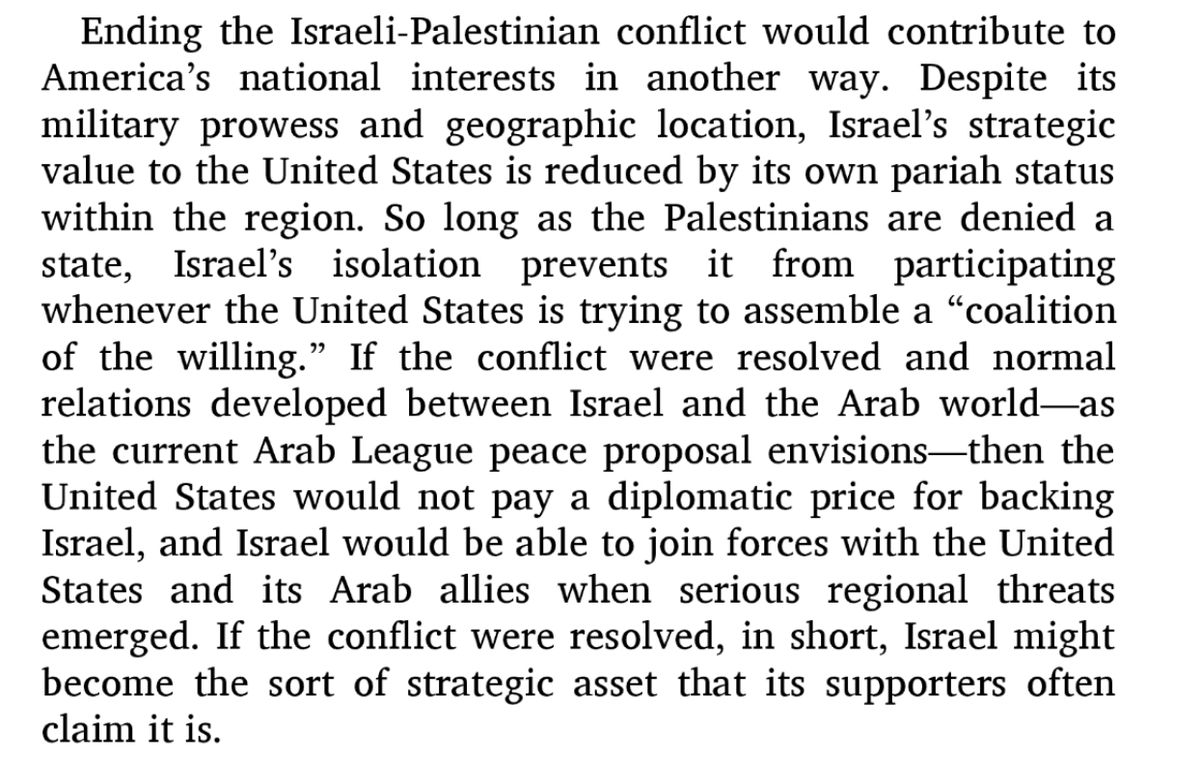 Ending the Israeli-Palestinian conflict would contribute to
America’s national interests in another way. Despite its
military prowess and geographic location, Israel’s strategic
value to the United States is reduced by its own pariah status
within the region. So long as the Palestinians are denied a
state, Israel’s isolation prevents it from participating
whenever the United States is trying to assemble a “coalition
of the willing.” If the conflict were resolved and normal
relations developed between Israel and the Arab world—as
the current Arab League peace proposal envisions—then the
United States would not pay a diplomatic price for backing
Israel, and Israel would be able to join forces with the United
States and its Arab allies when serious regional threats
emerged. If the conflict were resolved, in short, Israel might
become the sort of strategic asset that its supporters often
claim it is.